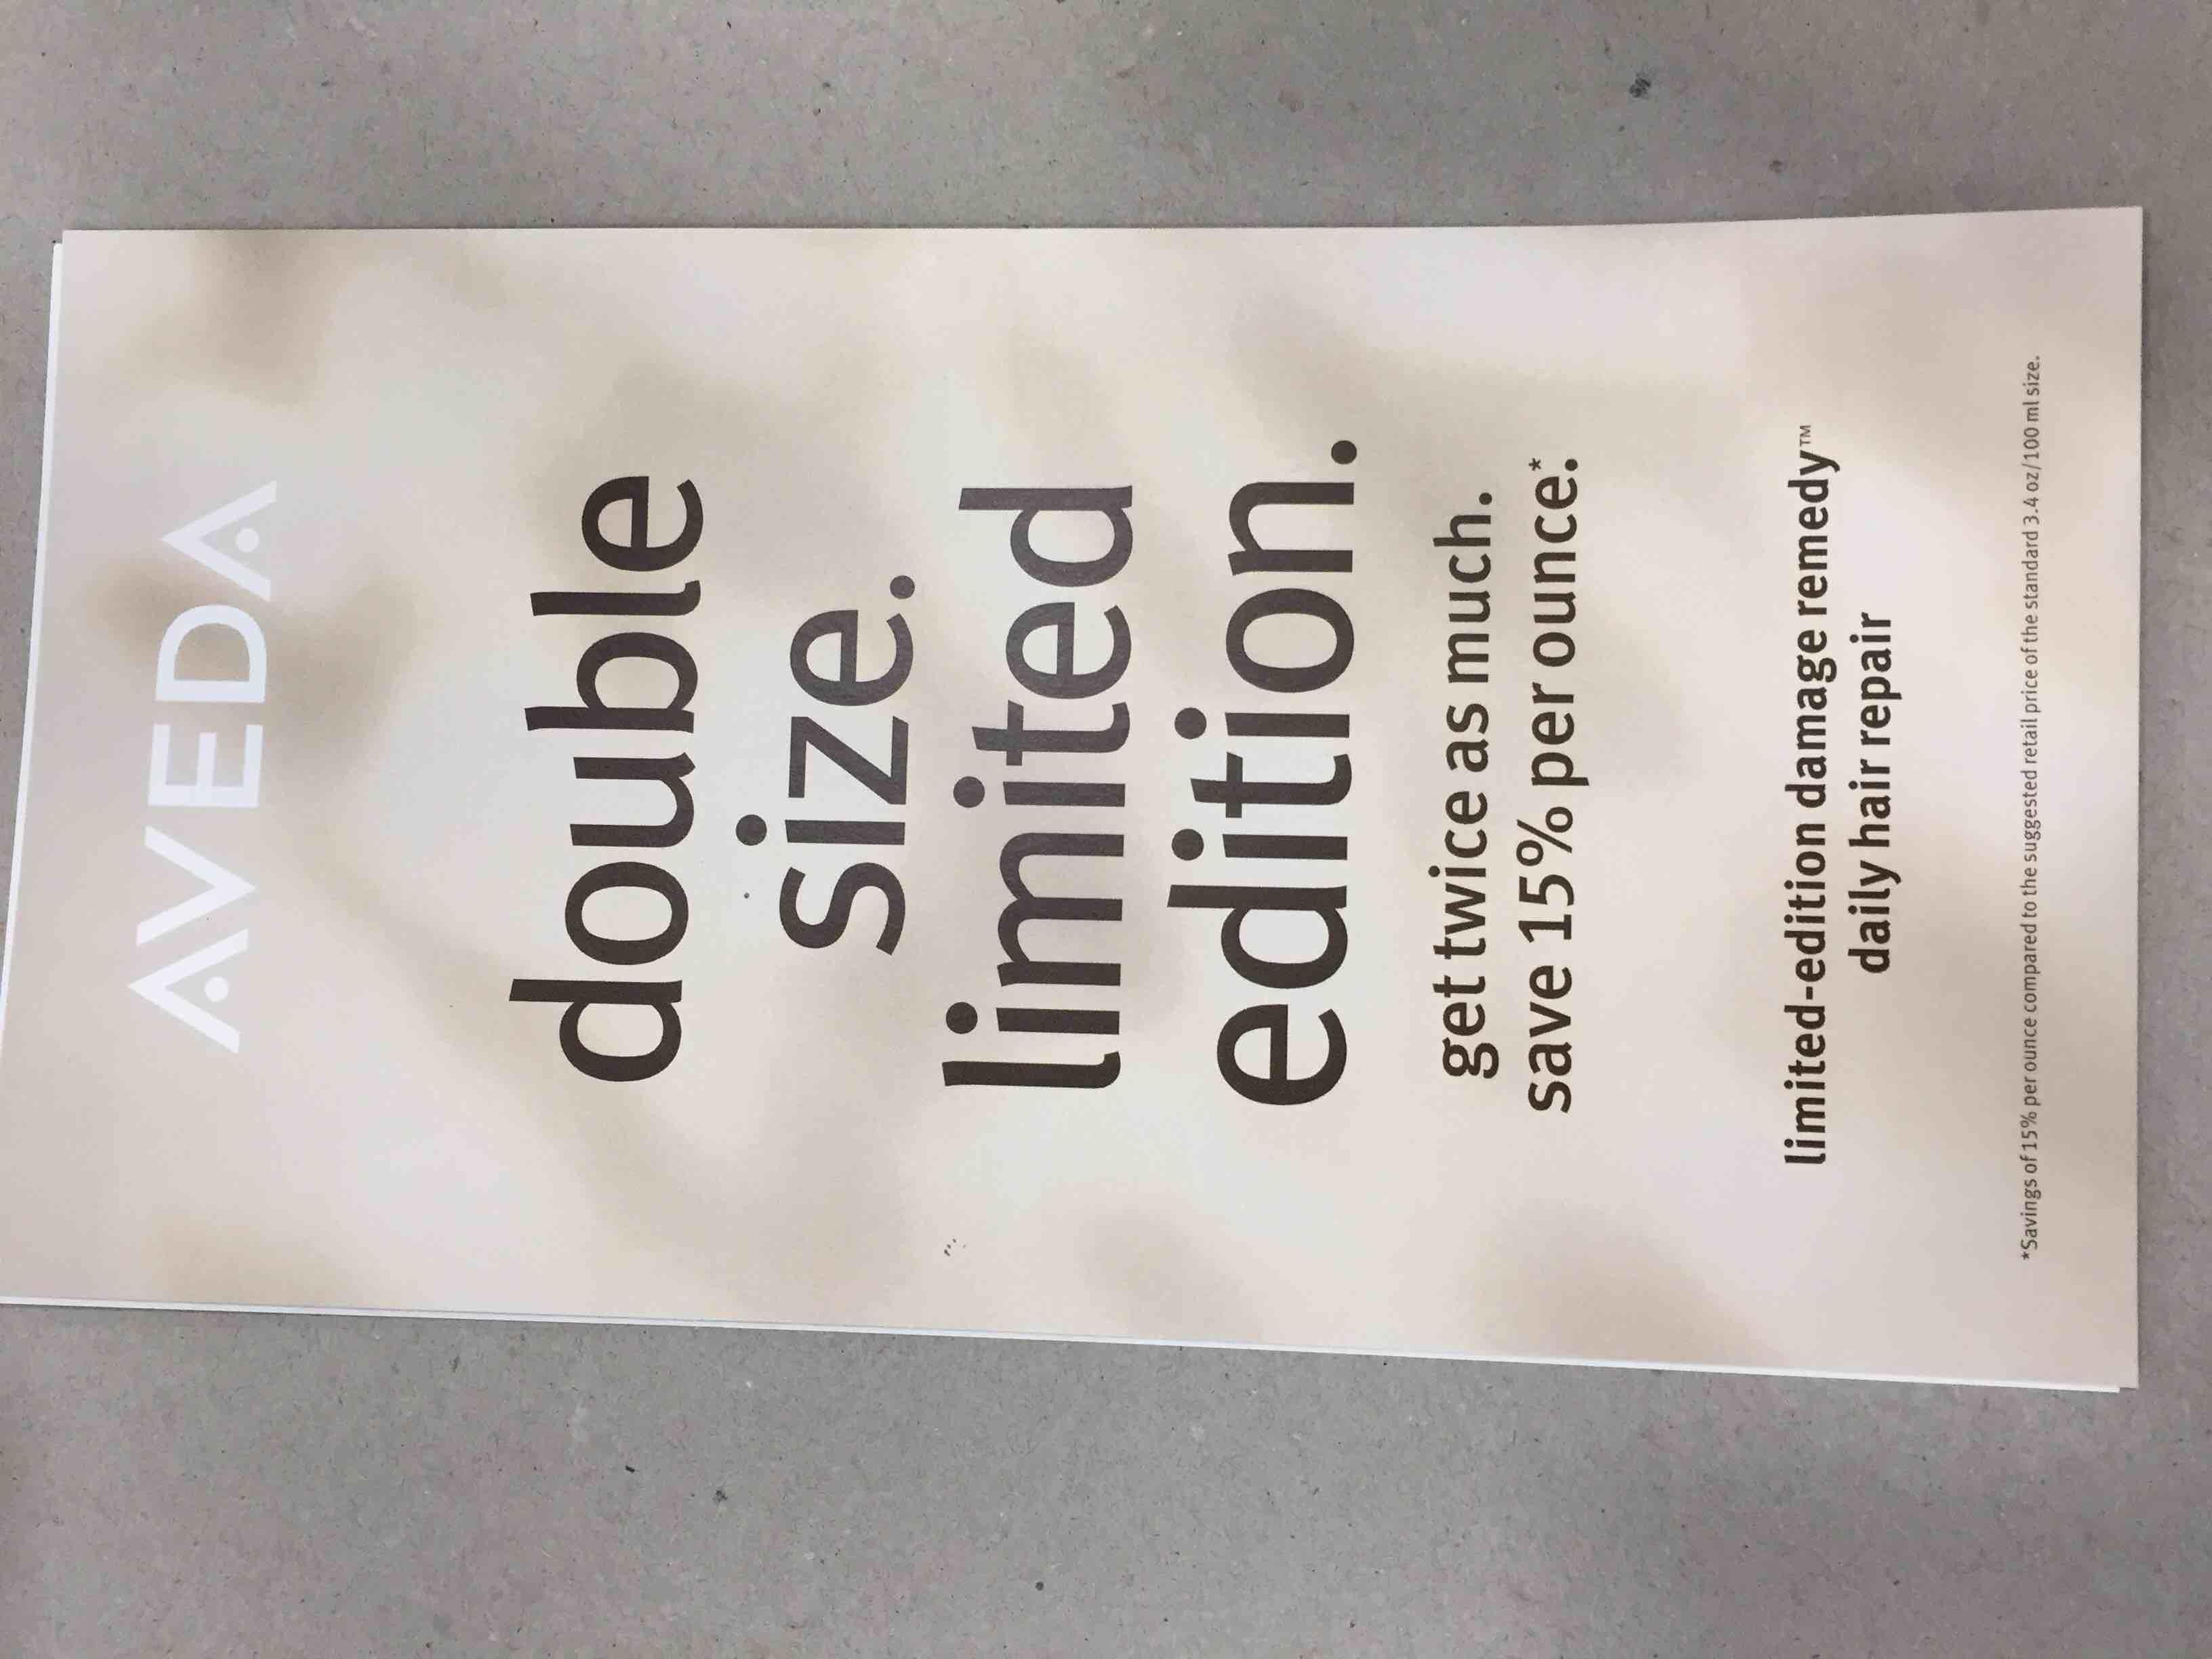 AVEDA
double
size.
limited
edition.
get twice as much.
save 15% per ounce.*
limited-edition damage remedy™
daily hair repair
*Savings of 15% per ounce compared to the suggested retail price of the standard 3.4 oz/100 ml size.